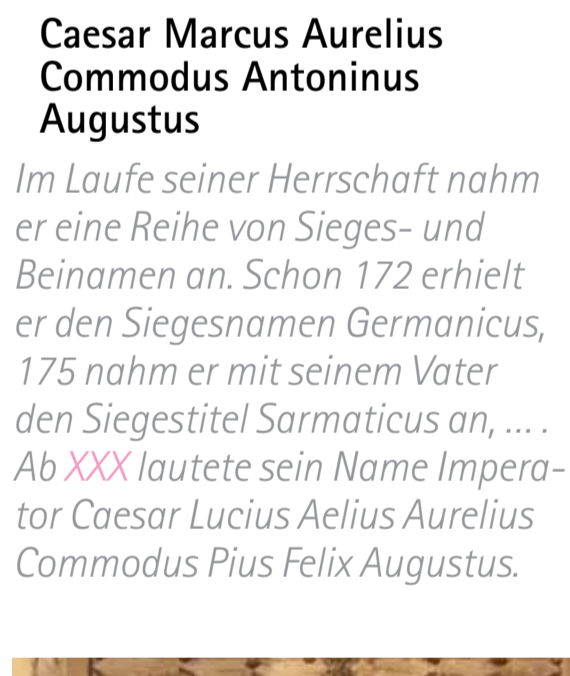 Caesar Marcus Aurelius
Commodus Antoninus
Augustus
Im Laufe seiner Herrschaft nahm
er eine Reihe von Sieges- und
Beinamen an. Schon 172 erhielt
er den Siegesnamen Germanicus,
175 nahm er mit seinem Vater
den Siegestitel Sarmaticus an, ... .
Ab XXX lautete sein Name Impera-
tor Caesar Lucius Aelius Aurelius
Commodus Pius Felix Augustus.